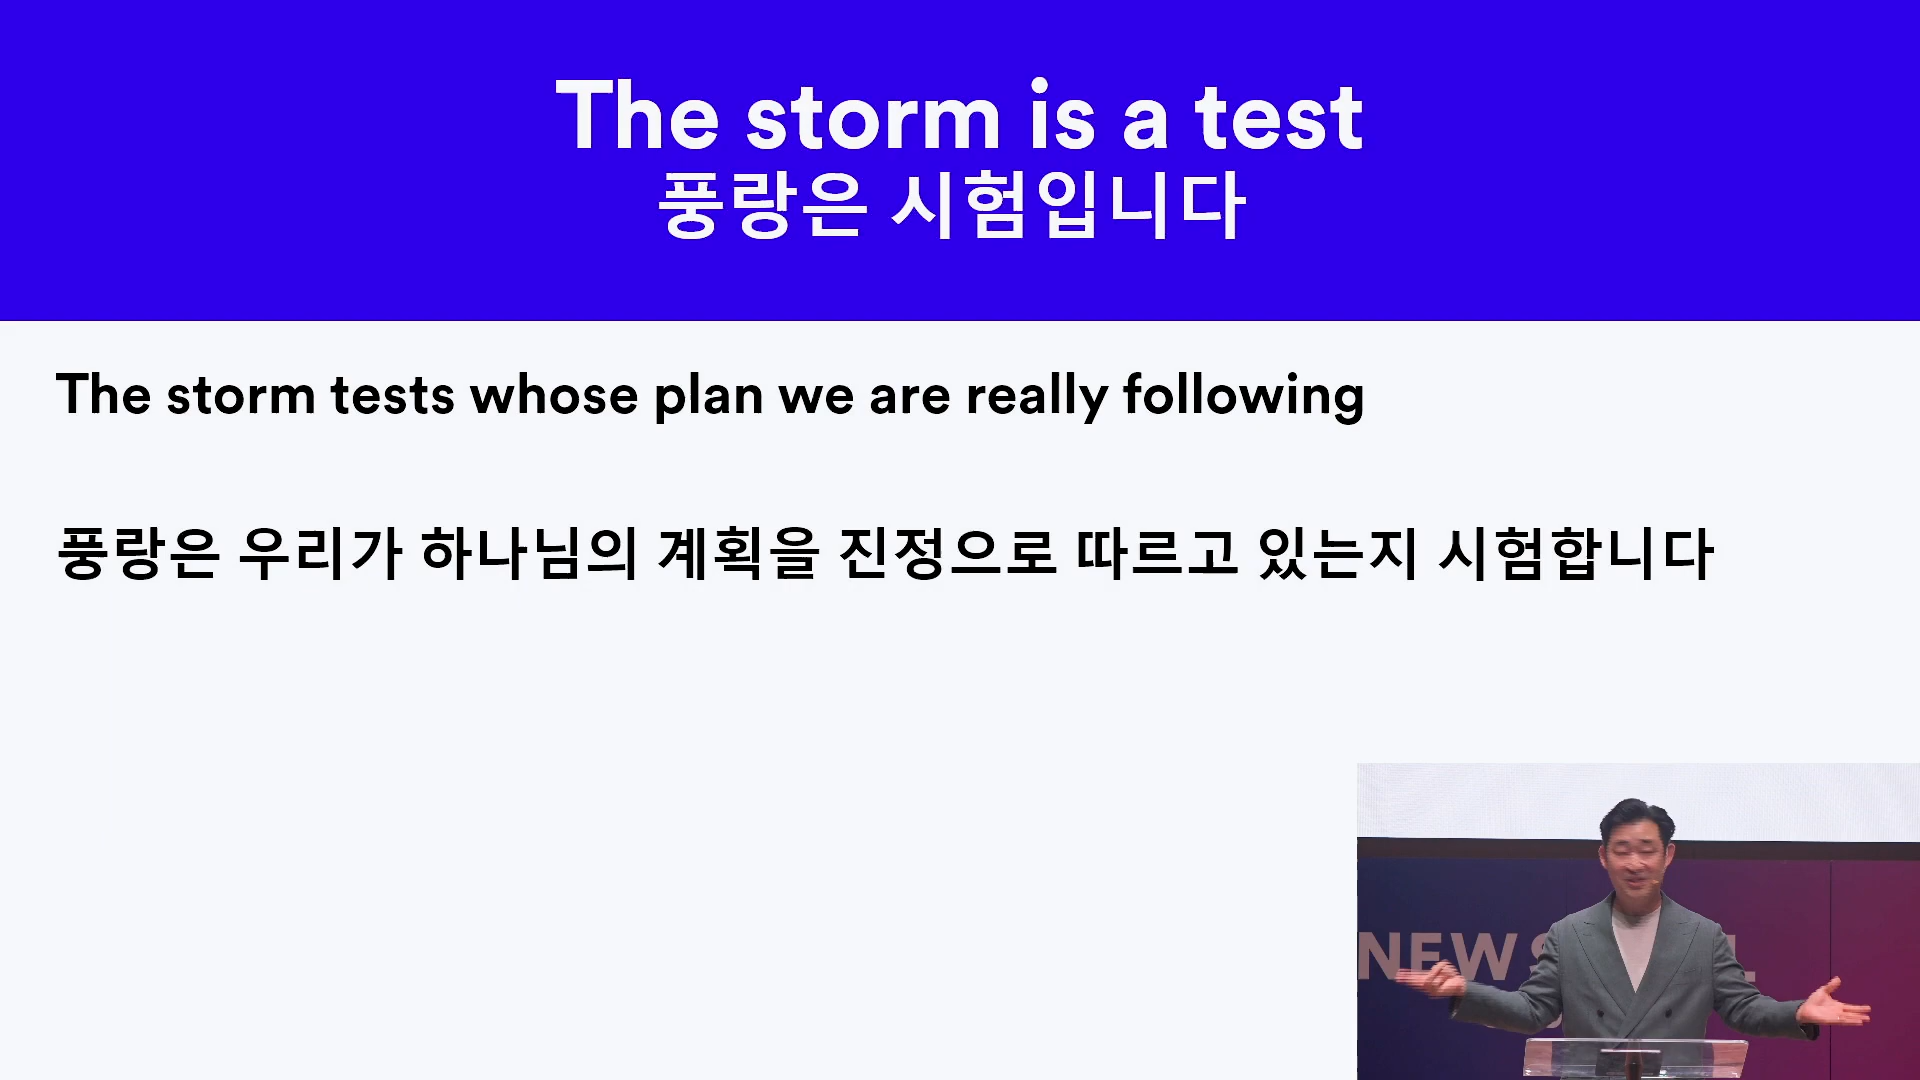 The storm is a test
풍랑은 시험입니다
The storm tests whose plan we are really following
풍랑은 우리가 하나님의 계획을 진정으로 따르고 있는지 시험합니다
NEW